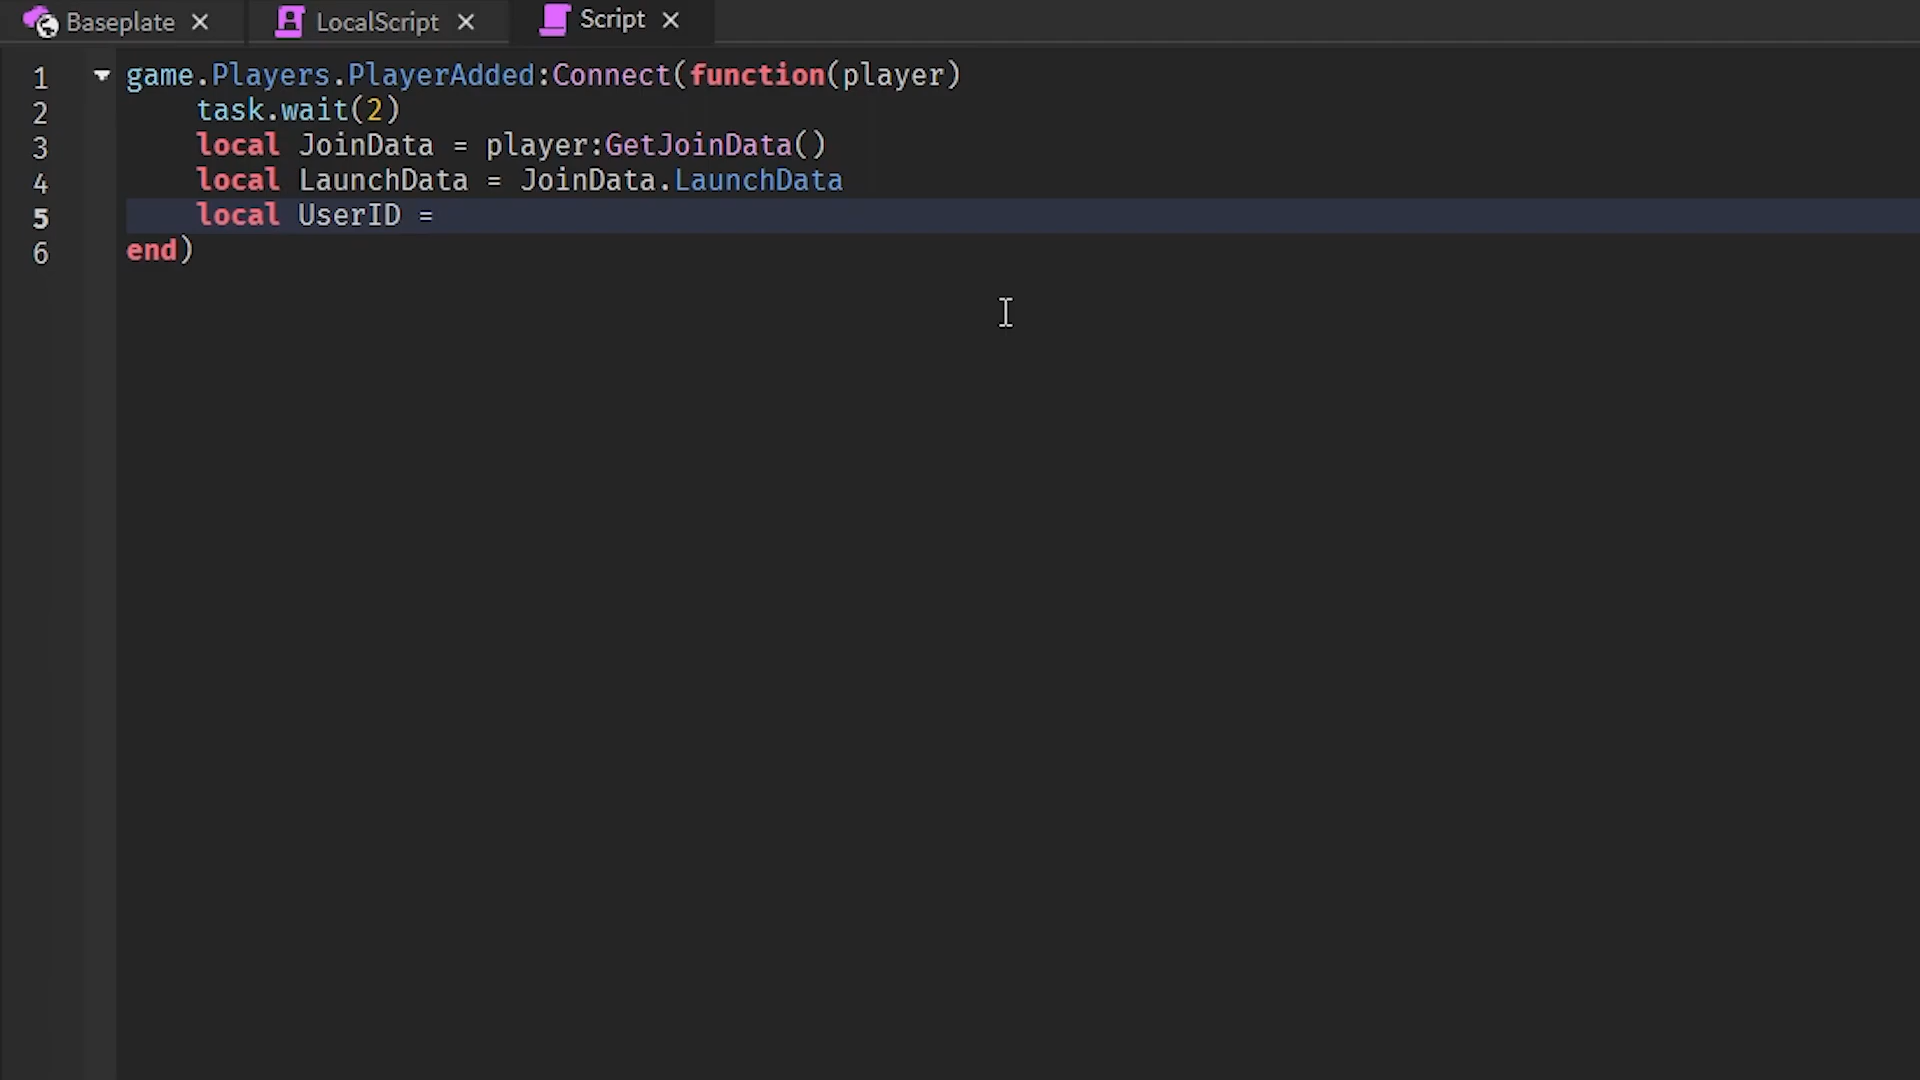 Baseplate LocalScript Script
1 game.Players.PlayerAdded:Connect(function(player)
2 task.wait(2)
3 local JoinData = player:GetJoinData()
4 local LaunchData = JoinData.LaunchData
5 local UserID =
6 end)